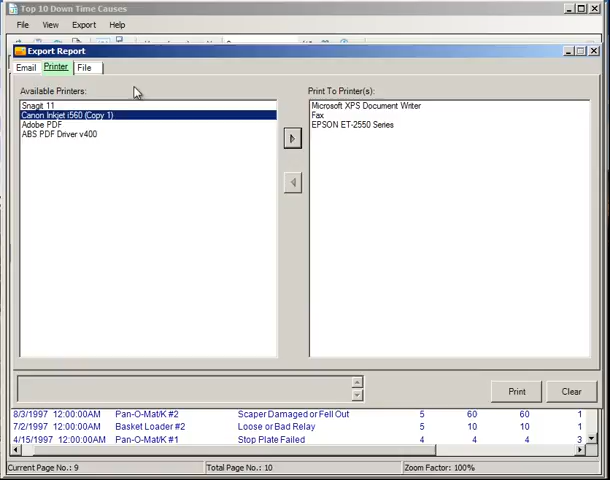 Top 10 Down Time Causes
File View Export Help
Export Report
Email Printer File
Available Printers:
Snagit 11
Canon Inkjet i560 (Copy 1)
Adobe PDF
ABS PDF Driver v400
Print To Printer(s):
Microsoft XPS Document Writer
Fax
EPSON ET-2550 Series
Print Clear
8/3/1997 12:00:00AM Pan-O-Mat/K #2 Scaper Damaged or Fell Out 5 60 60 1
7/2/1997 12:00:00AM Basket Loader #2 Loose or Bad Relay 5 10 10 1
4/15/1997 12:00:00AM Pan-O-Mat/K #1 Stop Plate Failed 4 4 4 3
Current Page No.: 9 Total Page No.: 10 Zoom Factor: 100%